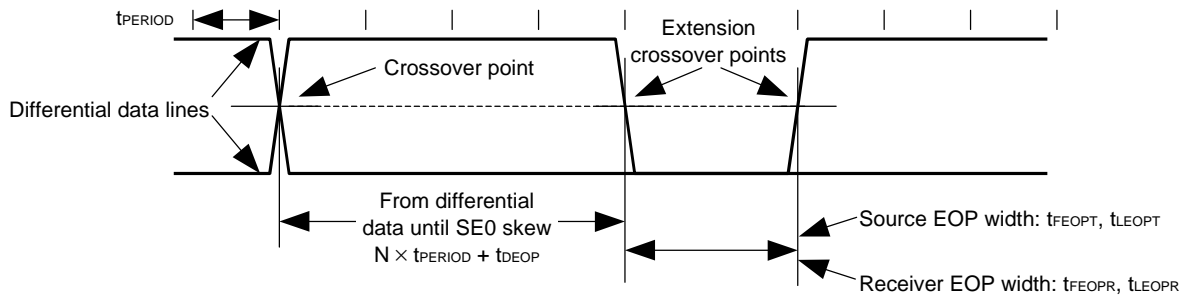 tPERIOD
Differential data lines
Crossover point
Extension
crossover points
From differential
data until SE0 skew
N × tPERIOD + tDEOP
Source EOP width: tFEOPT, tLEOPT
Receiver EOP width: tFEOPR, tLEOPR